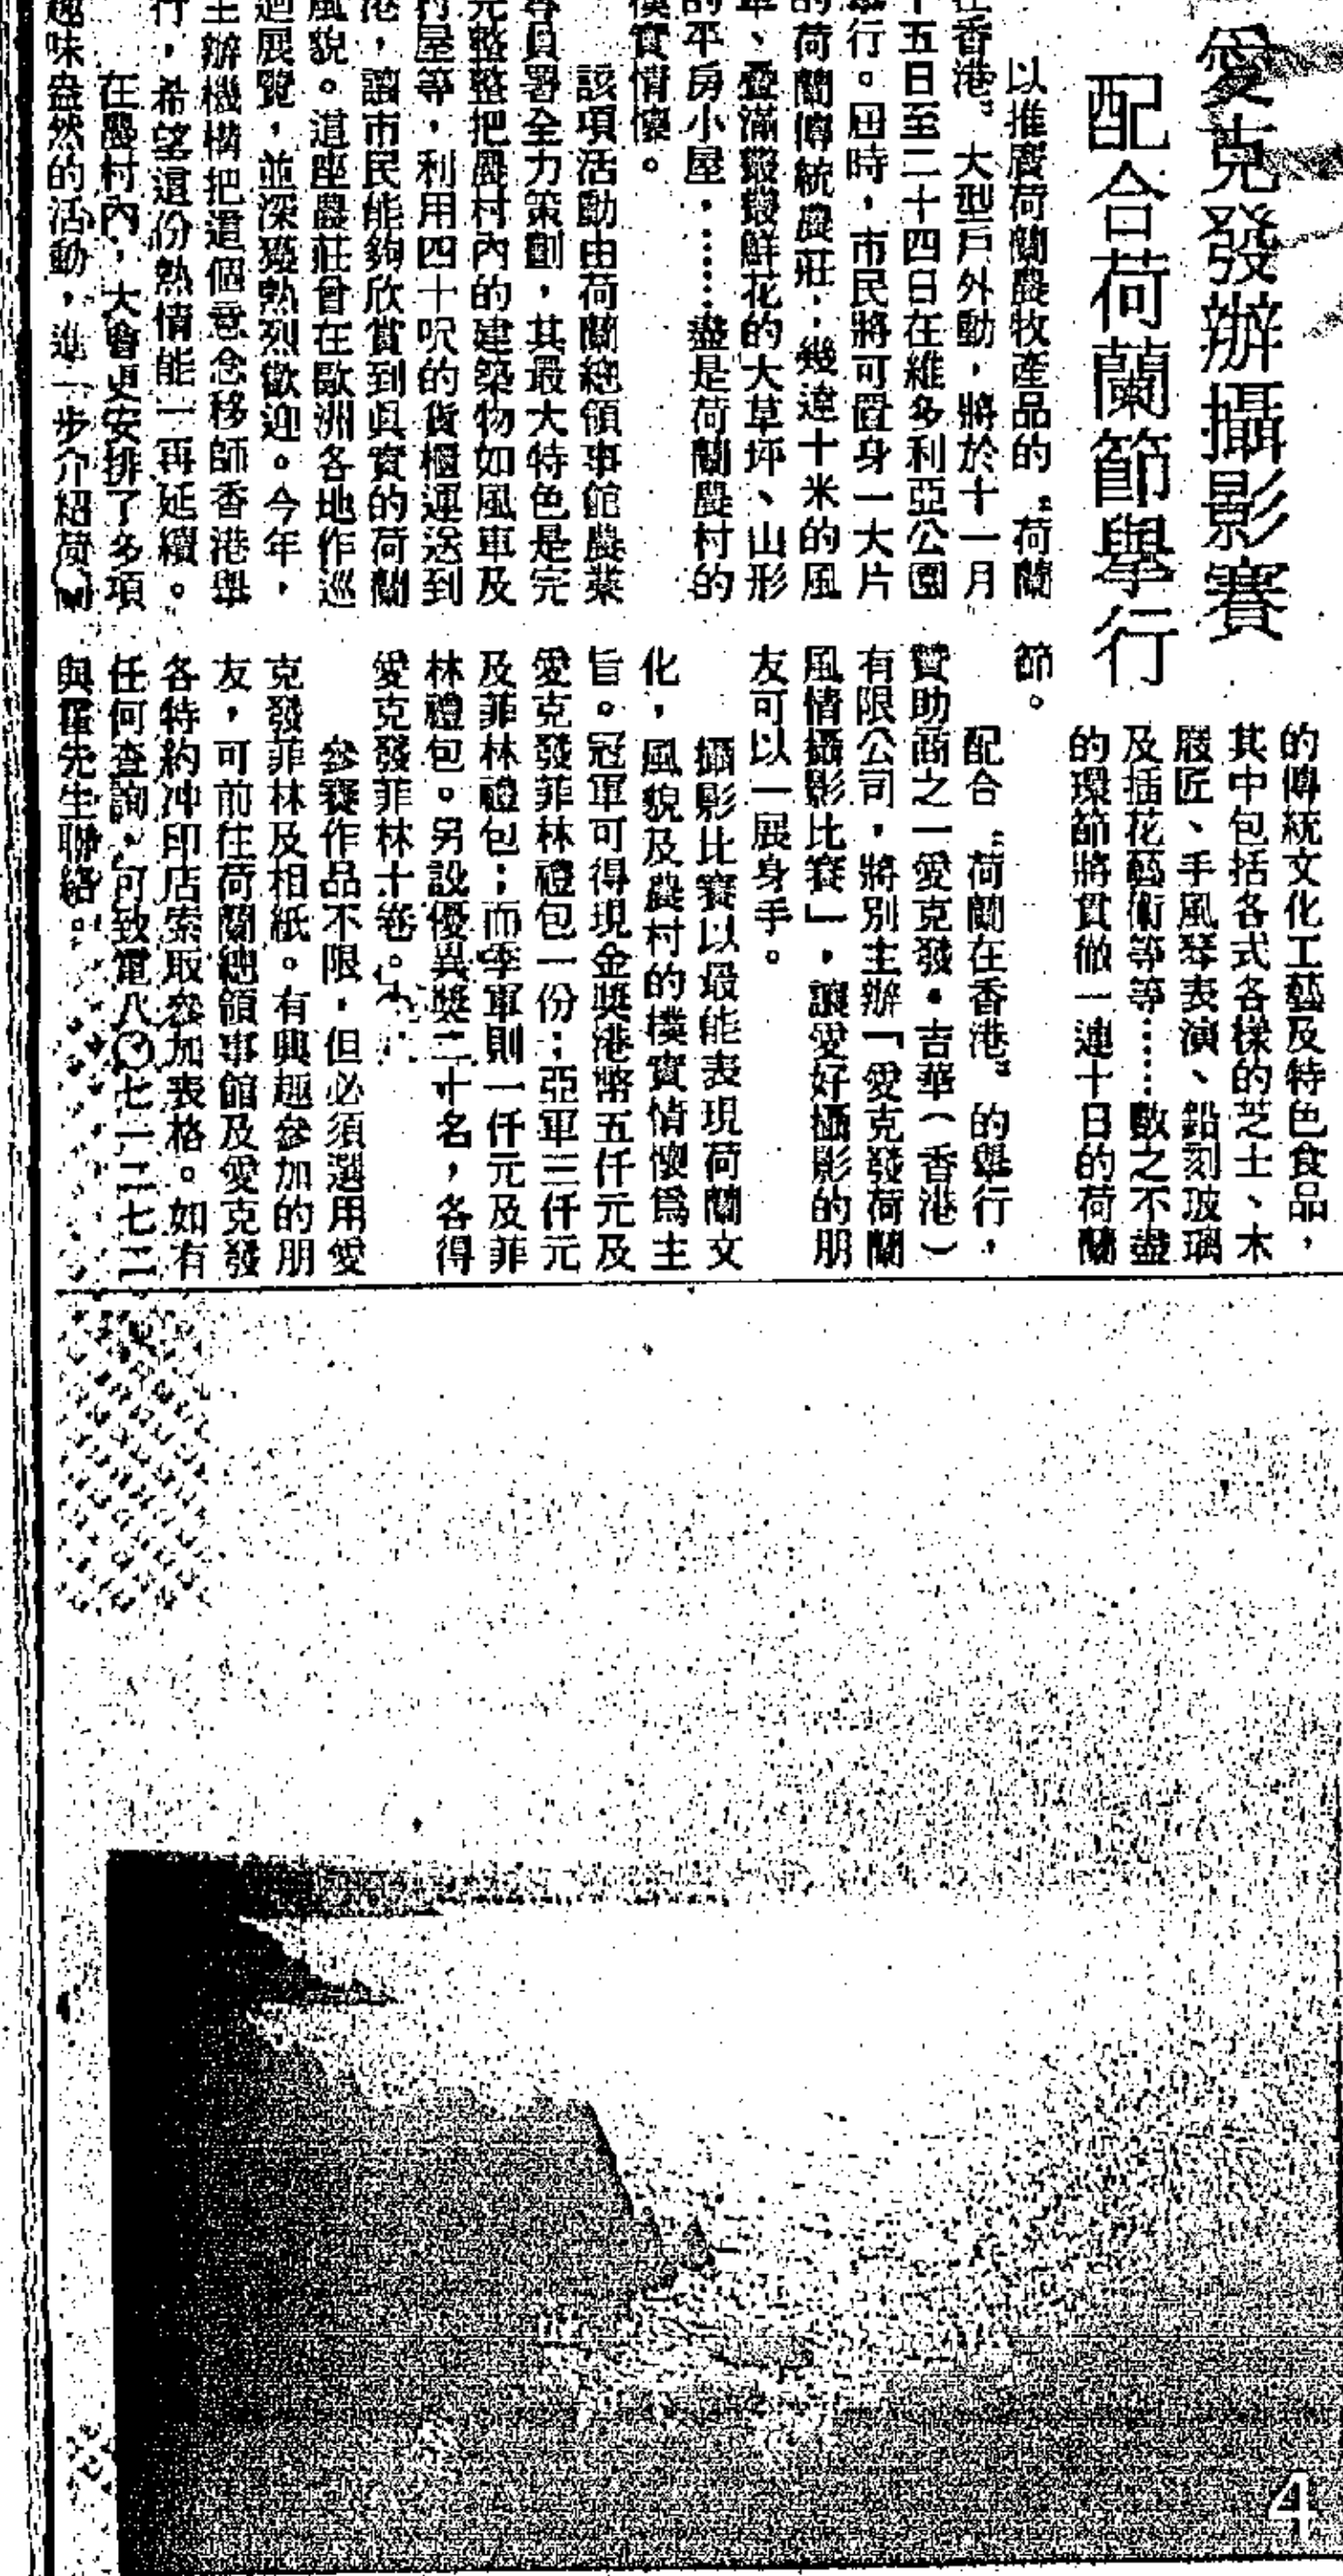 愛克發辦攝影賽
配合荷蘭節舉行
以推廣荷蘭農牧產品的〝荷蘭
在香港〞大型戶外動，將於十一月
十五日至二十四日在維多利亞公園
舉行。屆時，市民將可置身一大片
的荷蘭傳統農莊；幾達十米的風
車、疊滿鬱鬱鮮花的大草坪、山形
的平房小屋，……盡是荷蘭農村的
樸實情懷。
該項活動由荷蘭總領事館農業
專員署全力策劃，其最大特色是完
完整整把農村內的建築物如風車及
村屋等，利用四十呎的貨櫃運送到
港，讓市民能夠欣賞到眞實的荷蘭
風貌。這座農莊曾在歐洲各地作巡
迴展覽，並深獲熱烈歡迎。今年，
主辦機構把這個意念移師香港舉
行，希望這份熱情能一再延續。
在農村內，大會更安排了多項
趣味盎然的活動，進一步介紹荷蘭
的傳統文化工藝及特色食品，
其中包括各式各樣的芝士、木
屐匠、手風琴表演、鉛刻玻璃
及插花藝術等等……數之不盡
的環節將貫徹一連十日的荷蘭
節。
配合〝荷蘭在香港〞的舉行，
贊助商之一愛克發・吉華（香港）
有限公司，將別主辦「愛克發荷蘭
風情攝影比賽」，讓愛好攝影的朋
友可以一展身手。
攝影比賽以最能表現荷蘭文
化，風貌及農村的樸實情懷爲主
旨。冠軍可得現金獎港幣五仟元及
愛克發菲林禮包一份；亞軍三仟元
及菲林禮包；而季軍則一仟元及菲
林禮包。另設優異獎二十名，各得
愛克發菲林十卷。
參賽作品不限，但必須選用愛
克發菲林及相紙。有興趣參加的朋
友，可前往荷蘭總領事館及愛克發
各特約冲印店索取參加表格。如有
任何查詢，可致電八〇七一二七二
與霍先生聯絡。
4